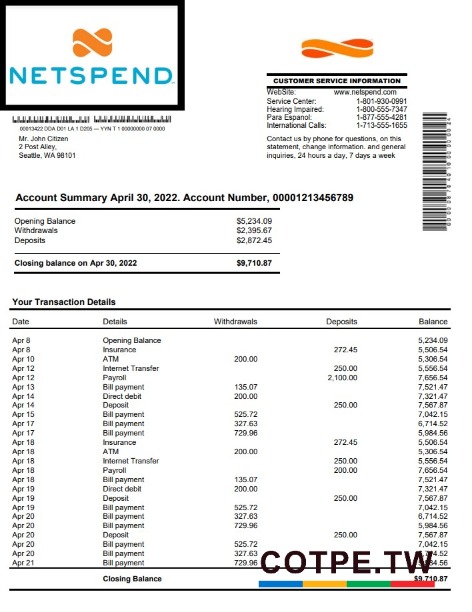 NETSPEND
00013422 DDA D01 LA 1 D205 — YYN T 1 00000000 07 0000
Mr. John Citizen
2 Post Alley,
Seattle, WA 98101
CUSTOMER SERVICE INFORMATION
WebSite: www.netspend.com
Service Center: 1-801-930-0991
Hearing Impaired: 1-800-555-7347
Para Espanol: 1-877-555-4281
International Calls: 1-713-555-1655
Contact us by phone for questions, on this
statement, change information. and general
inquiries, 24 hours a day, 7 days a week
Account Summary April 30, 2022. Account Number, 00001213456789
Opening Balance $5,234.09
Withdrawals $2,395.67
Deposits $2,872.45
Closing balance on Apr 30, 2022 $9,710.87
Your Transaction Details
Date Details Withdrawals Deposits Balance
Apr 8 Opening Balance 5,234.09
Apr 8 Insurance 272.45 5,506.54
Apr 10 ATM 200.00 5,306.54
Apr 12 Internet Transfer 250.00 5,556.54
Apr 12 Payroll 2,100.00 7,656.54
Apr 13 Bill payment 135.07 7,521.47
Apr 14 Direct debit 200.00 7,321.47
Apr 14 Deposit 250.00 7,567.87
Apr 15 Bill payment 525.72 7,042.15
Apr 17 Bill payment 327.63 6,714.52
Apr 17 Bill payment 729.96 5,984.56
Apr 18 Insurance 272.45 5,506.54
Apr 18 ATM 200.00 5,306.54
Apr 18 Internet Transfer 250.00 5,556.54
Apr 18 Payroll 200.00 7,656.54
Apr 18 Bill payment 135.07 7,521.47
Apr 19 Direct debit 200.00 7,321.47
Apr 19 Deposit 250.00 7,567.87
Apr 19 Bill payment 525.72 7,042.15
Apr 20 Bill payment 327.63 6,714.52
Apr 20 Bill payment 729.96 5,984.56
Apr 20 Deposit 250.00 7,567.87
Apr 20 Bill payment 525.72 7,042.15
Apr 20 Bill payment 327.63
Apr 21 Bill payment 729.96
COTPE.TW
Closing Balance $9,710.87